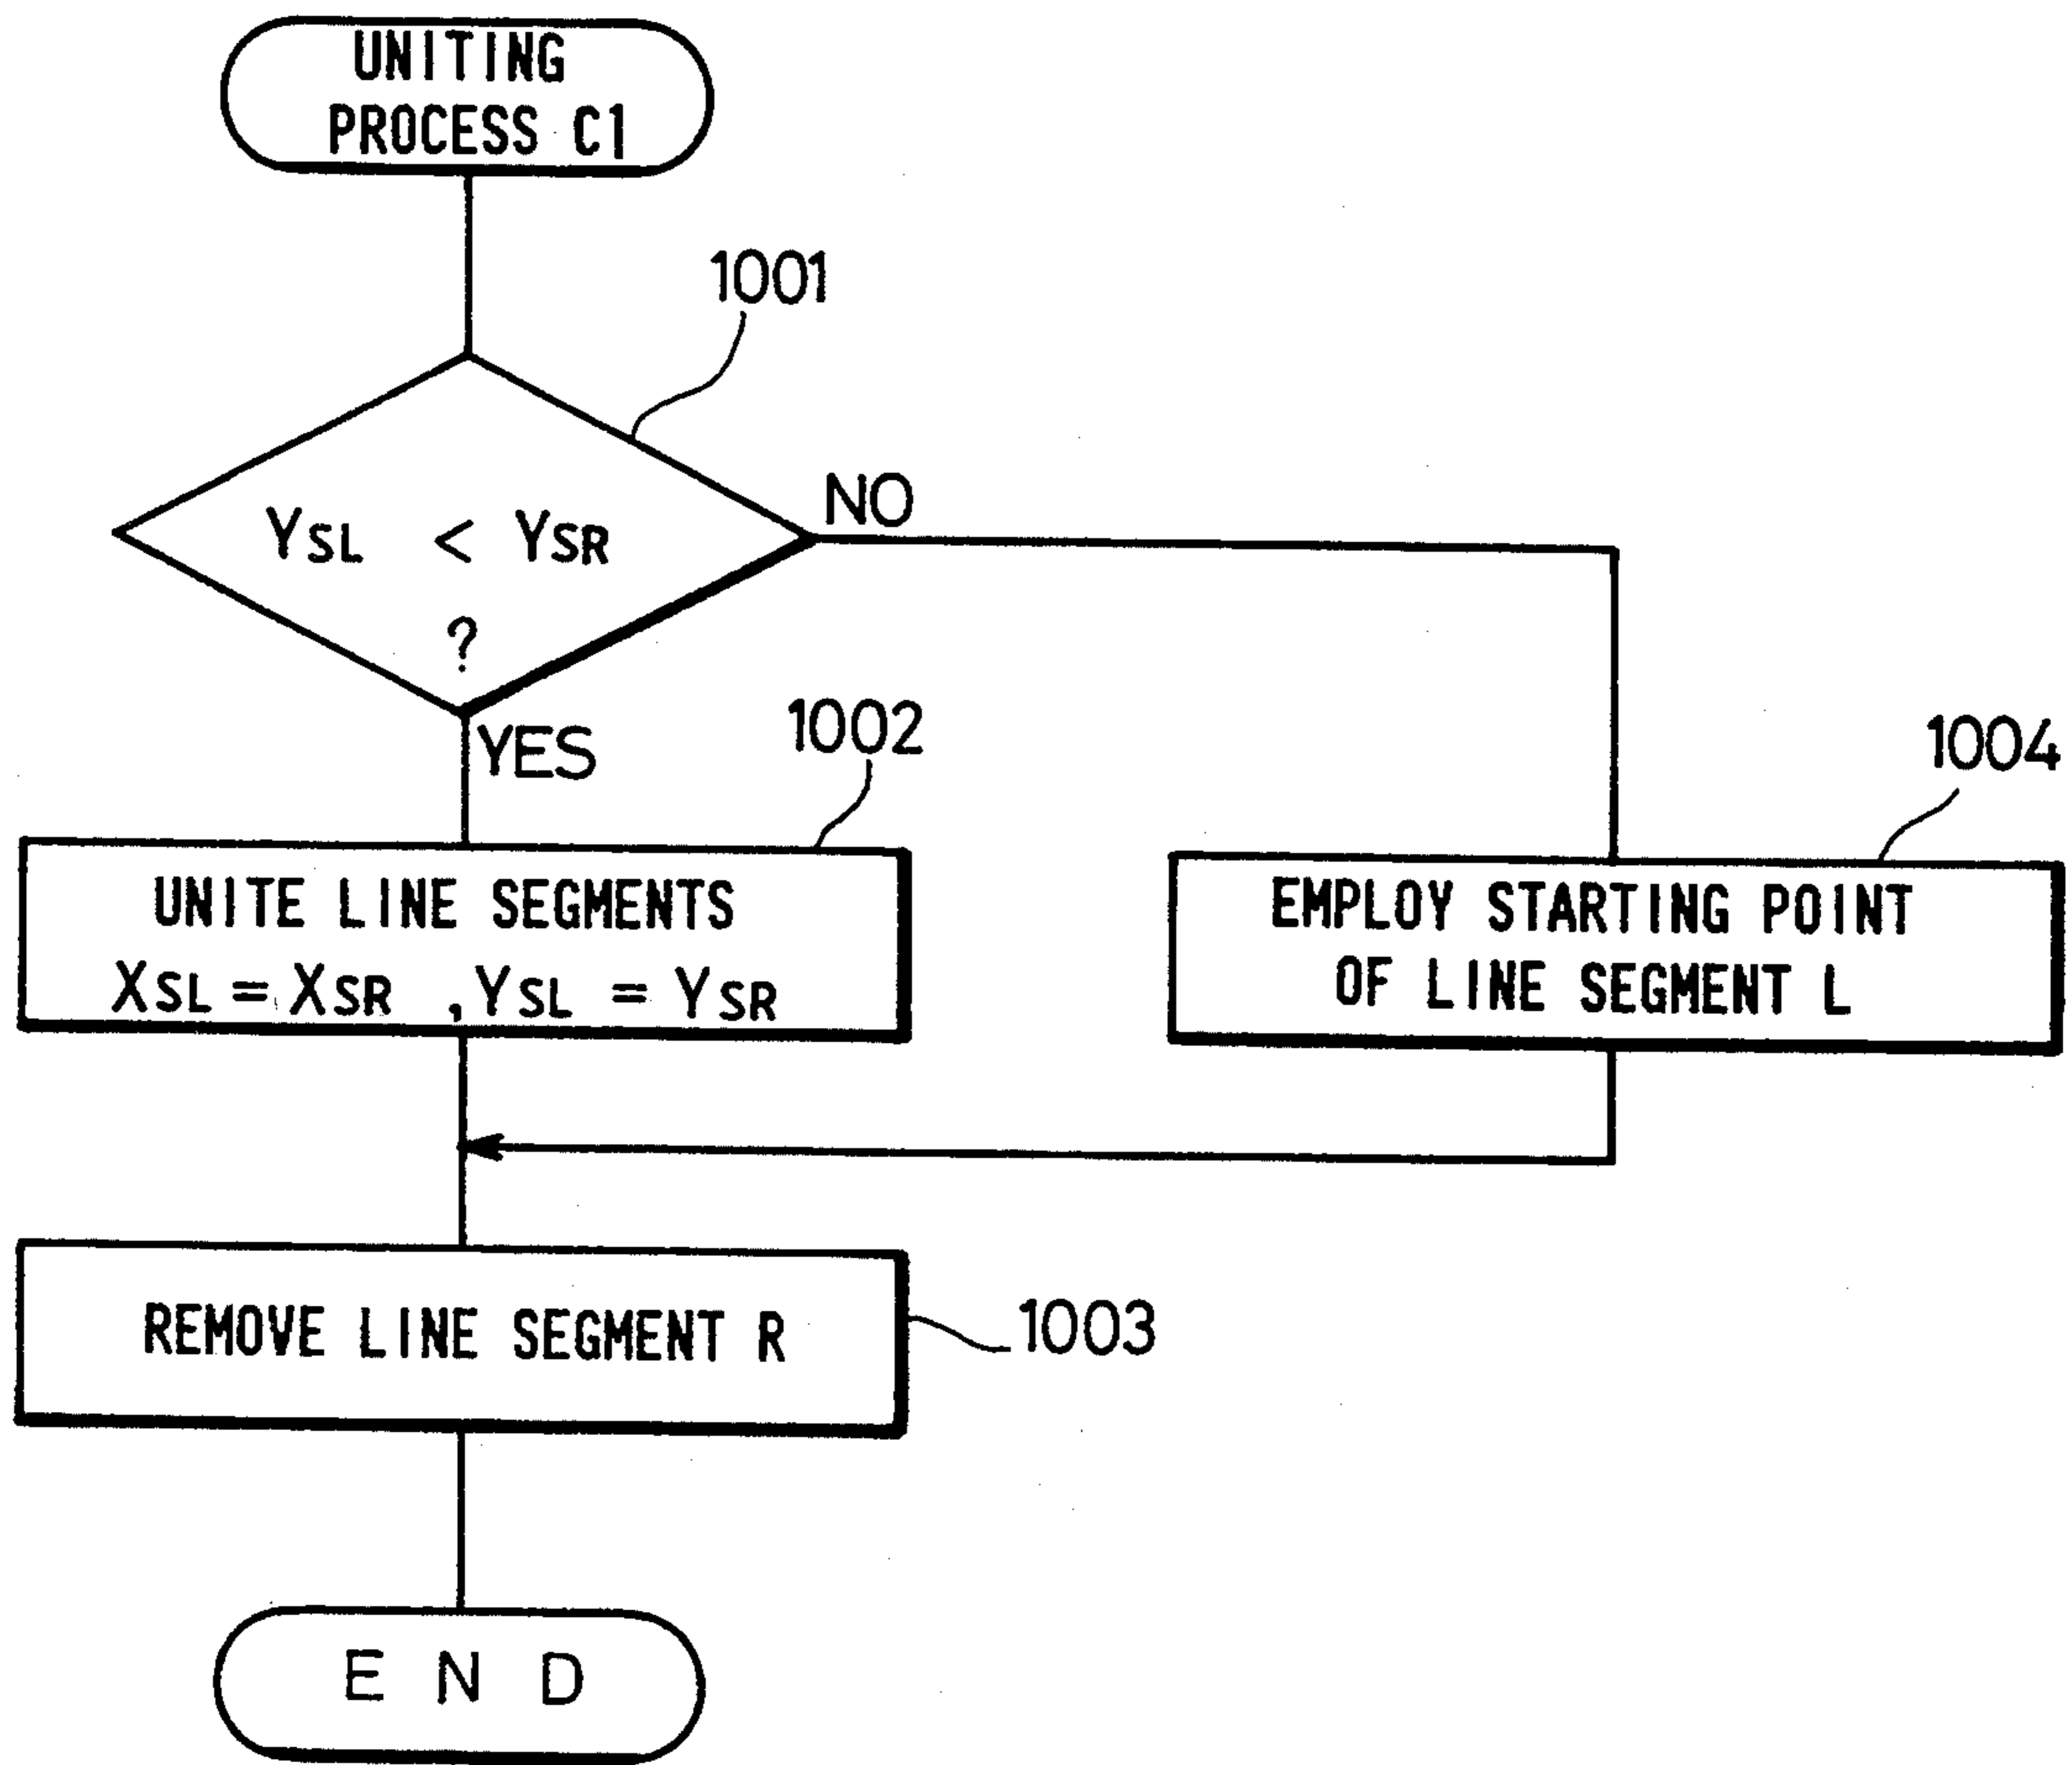 UNITING
PROCESS C1
1001
YSL < YSR
?
NO
YES
1002
1004
UNITE LINE SEGMENTS
XSL = XSR , YSL = YSR
EMPLOY STARTING POINT
OF LINE SEGMENT L
REMOVE LINE SEGMENT R
1003
END